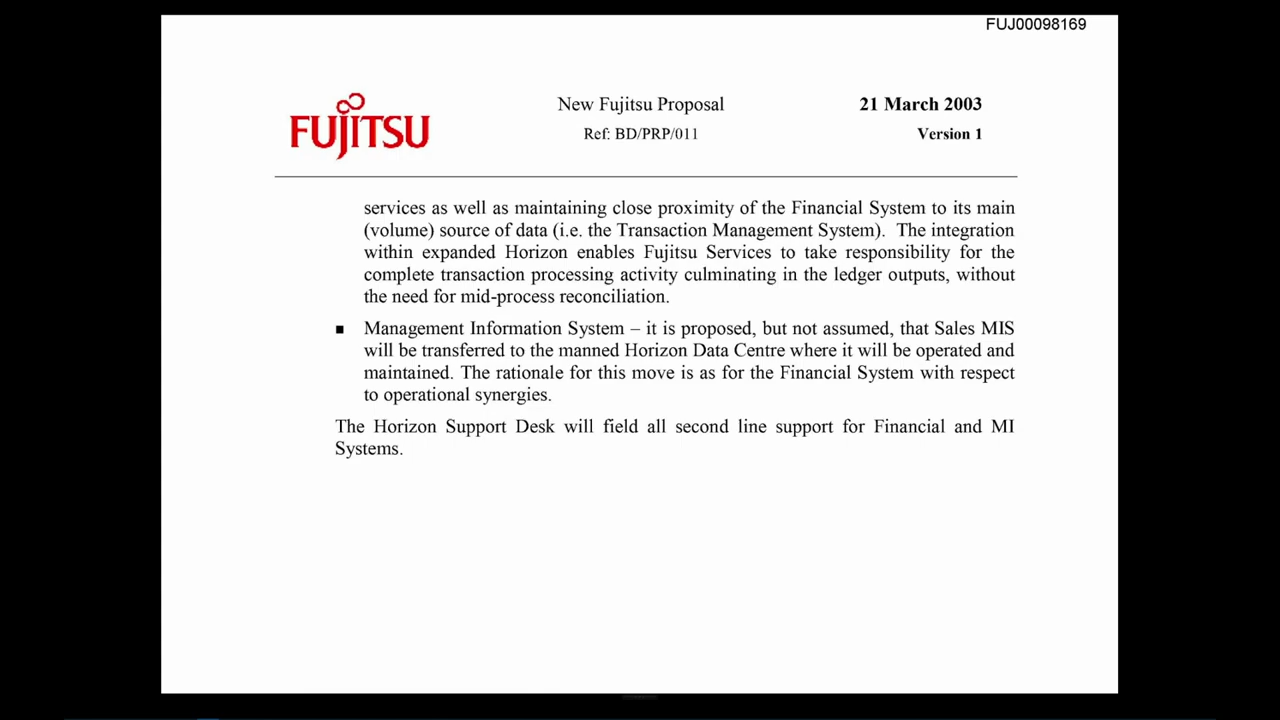 FUJ00098169
FUJITSU
New Fujitsu Proposal
21 March 2003
Ref: BD/PRP/011
Version 1
services as well as maintaining close proximity of the Financial System to its main
(volume) source of data (i.e. the Transaction Management System). The integration
within expanded Horizon enables Fujitsu Services to take responsibility for the
complete transaction processing activity culminating in the ledger outputs, without
the need for mid-process reconciliation.
▪ Management Information System – it is proposed, but not assumed, that Sales MIS
will be transferred to the manned Horizon Data Centre where it will be operated and
maintained. The rationale for this move is as for the Financial System with respect
to operational synergies.
The Horizon Support Desk will field all second line support for Financial and MI
Systems.